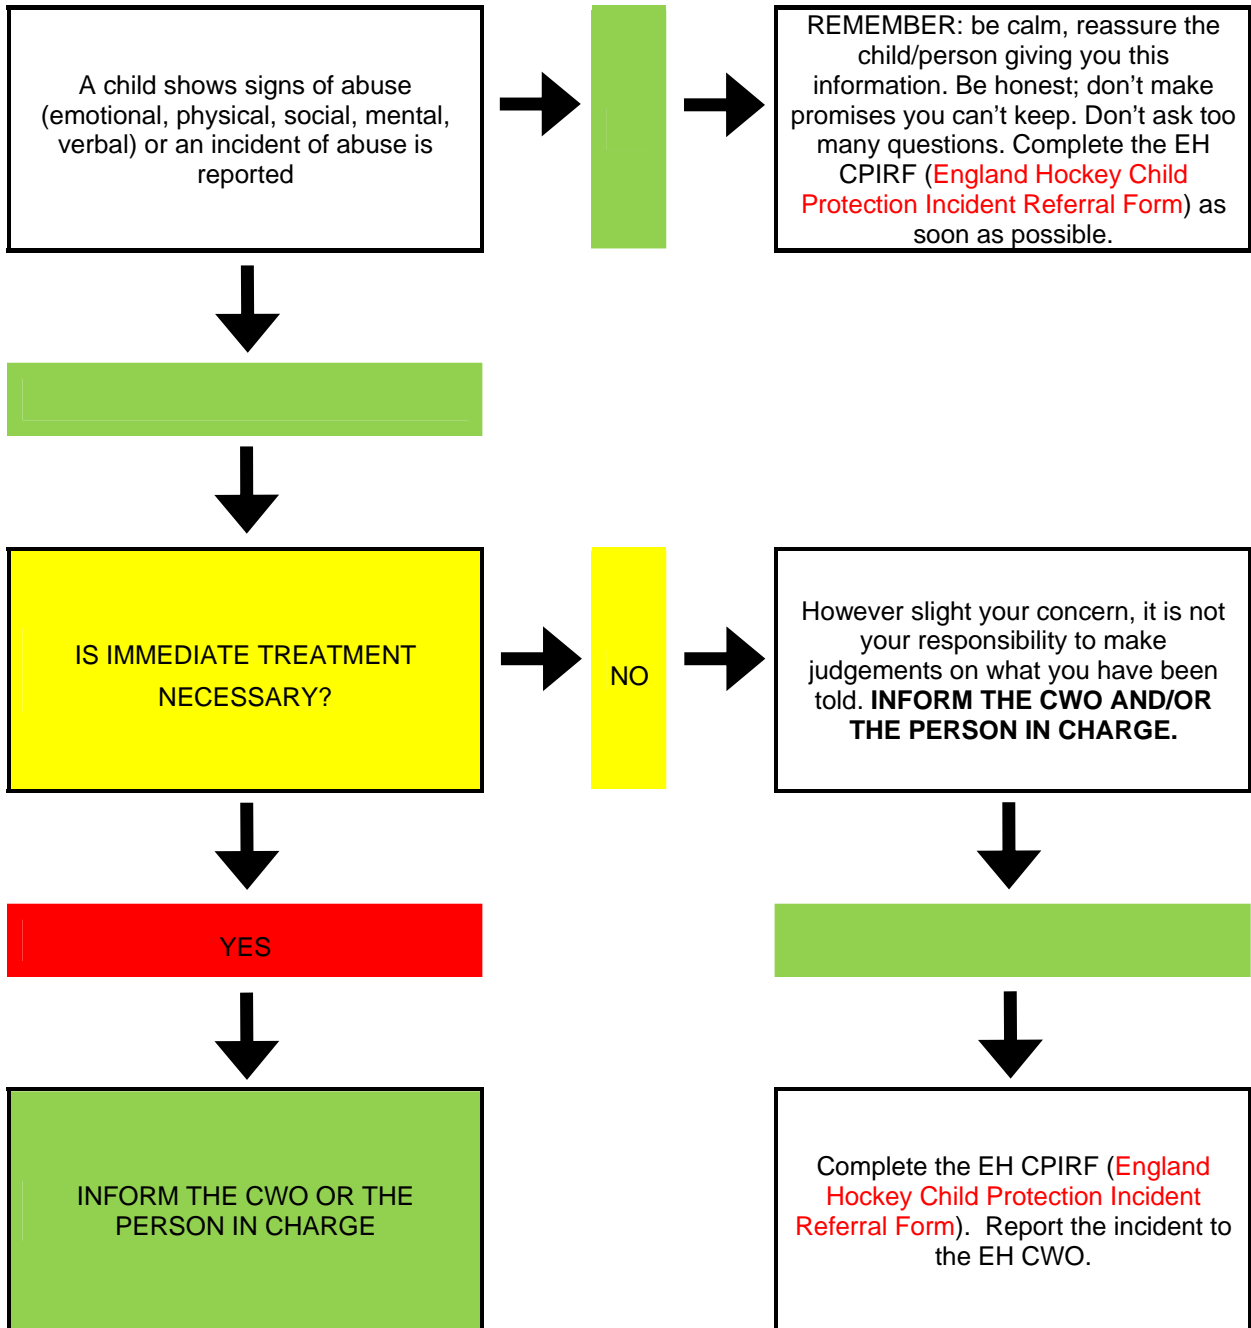 A child shows signs of abuse
(emotional, physical, social, mental,
verbal) or an incident of abuse is
reported
REMEMBER: be calm, reassure the
child/person giving you this
information. Be honest; don’t make
promises you can’t keep. Don’t ask too
many questions. Complete the EH
CPIRF (England Hockey Child
Protection Incident Referral Form) as
soon as possible.
IS IMMEDIATE TREATMENT
NECESSARY?
NO
However slight your concern, it is not
your responsibility to make
judgements on what you have been
told. INFORM THE CWO AND/OR
THE PERSON IN CHARGE.
YES
INFORM THE CWO OR THE
PERSON IN CHARGE
Complete the EH CPIRF (England
Hockey Child Protection Incident
Referral Form).  Report the incident to
the EH CWO.